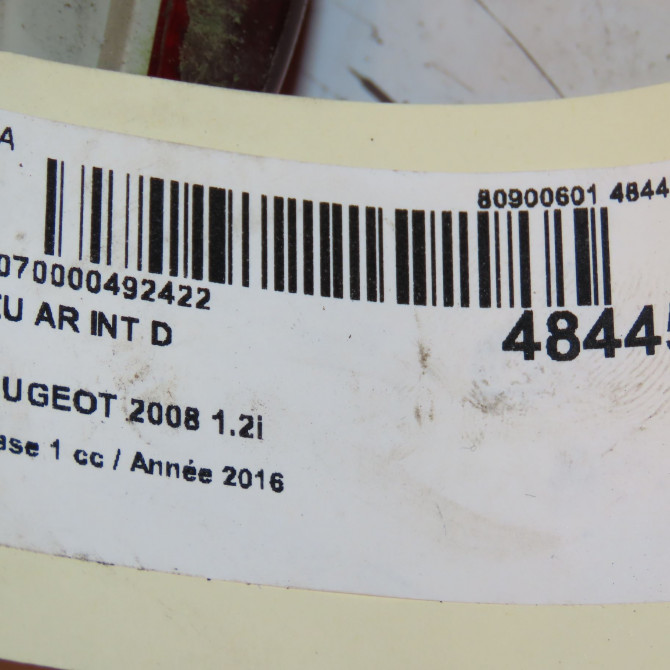 A
80900601 4844
070000492422
EU AR INT D
4844
UGEOT 2008 1.2i
ase 1 cc / Année 2016